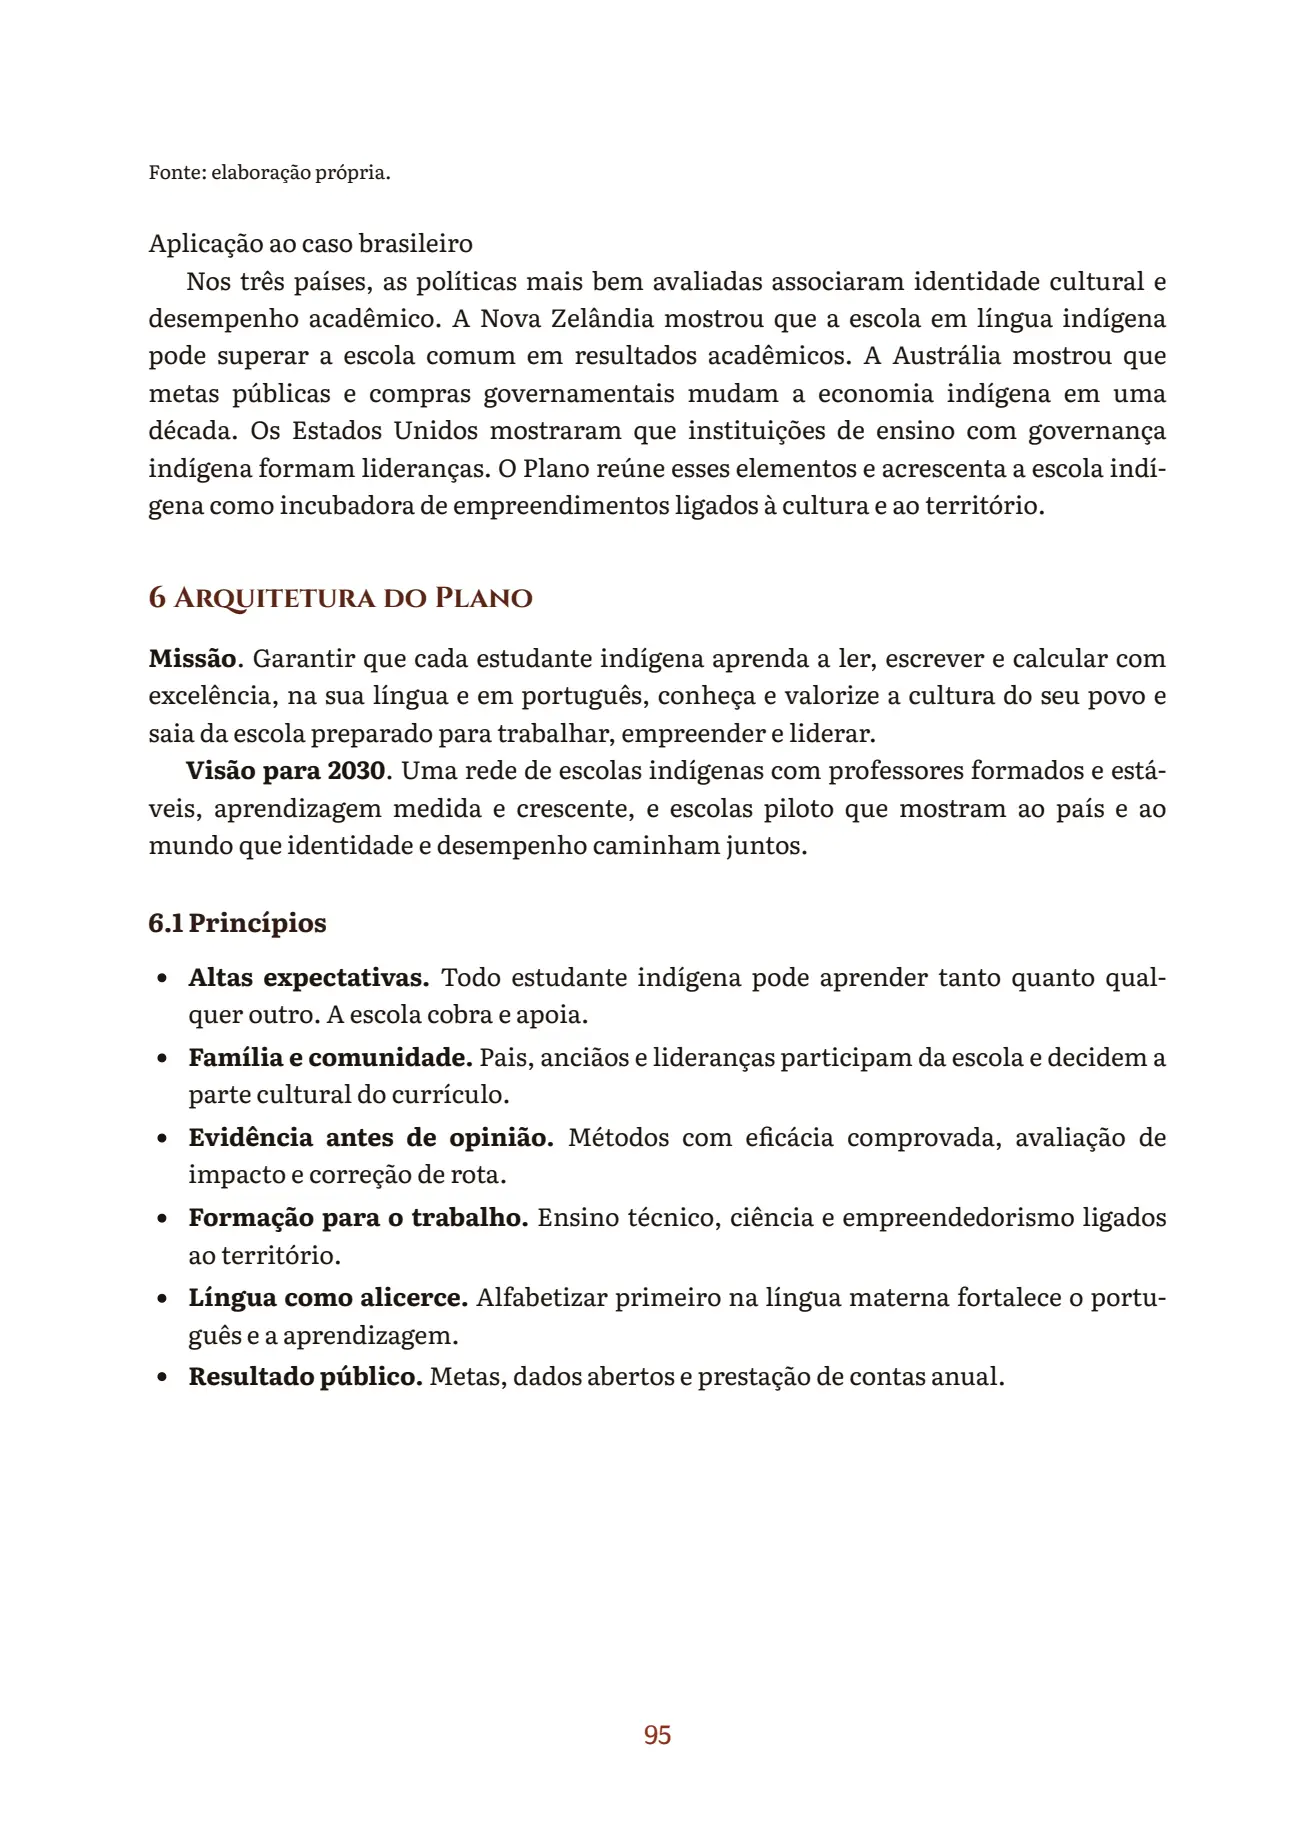 Fonte: elaboração própria.
Aplicação ao caso brasileiro
Nos três países, as políticas mais bem avaliadas associaram identidade cultural e
desempenho acadêmico. A Nova Zelândia mostrou que a escola em língua indígena
pode superar a escola comum em resultados acadêmicos. A Austrália mostrou que
metas públicas e compras governamentais mudam a economia indígena em uma
década. Os Estados Unidos mostraram que instituições de ensino com governança
indígena formam lideranças. O Plano reúne esses elementos e acrescenta a escola indí-
gena como incubadora de empreendimentos ligados à cultura e ao território.
6 Arquitetura do Plano
Missão. Garantir que cada estudante indígena aprenda a ler, escrever e calcular com
excelência, na sua língua e em português, conheça e valorize a cultura do seu povo e
saia da escola preparado para trabalhar, empreender e liderar.
Visão para 2030. Uma rede de escolas indígenas com professores formados e está-
veis, aprendizagem medida e crescente, e escolas piloto que mostram ao país e ao
mundo que identidade e desempenho caminham juntos.
6.1 Princípios
• Altas expectativas. Todo estudante indígena pode aprender tanto quanto qual-
quer outro. A escola cobra e apoia.
• Família e comunidade. Pais, anciãos e lideranças participam da escola e decidem a
parte cultural do currículo.
• Evidência antes de opinião. Métodos com eficácia comprovada, avaliação de
impacto e correção de rota.
• Formação para o trabalho. Ensino técnico, ciência e empreendedorismo ligados
ao território.
• Língua como alicerce. Alfabetizar primeiro na língua materna fortalece o portu-
guês e a aprendizagem.
• Resultado público. Metas, dados abertos e prestação de contas anual.
95